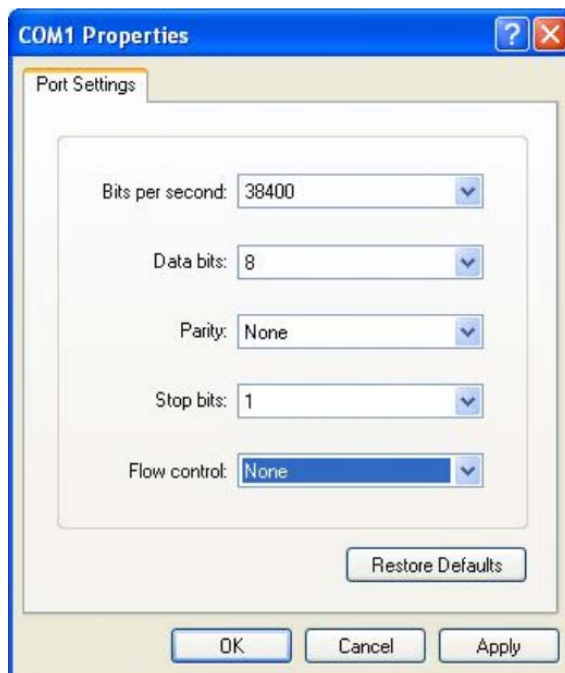 COM1 Properties
Port Settings
Bits per second: 38400
Data bits: 8
Parity: None
Stop bits: 1
Flow control: None
Restore Defaults
OK Cancel Apply